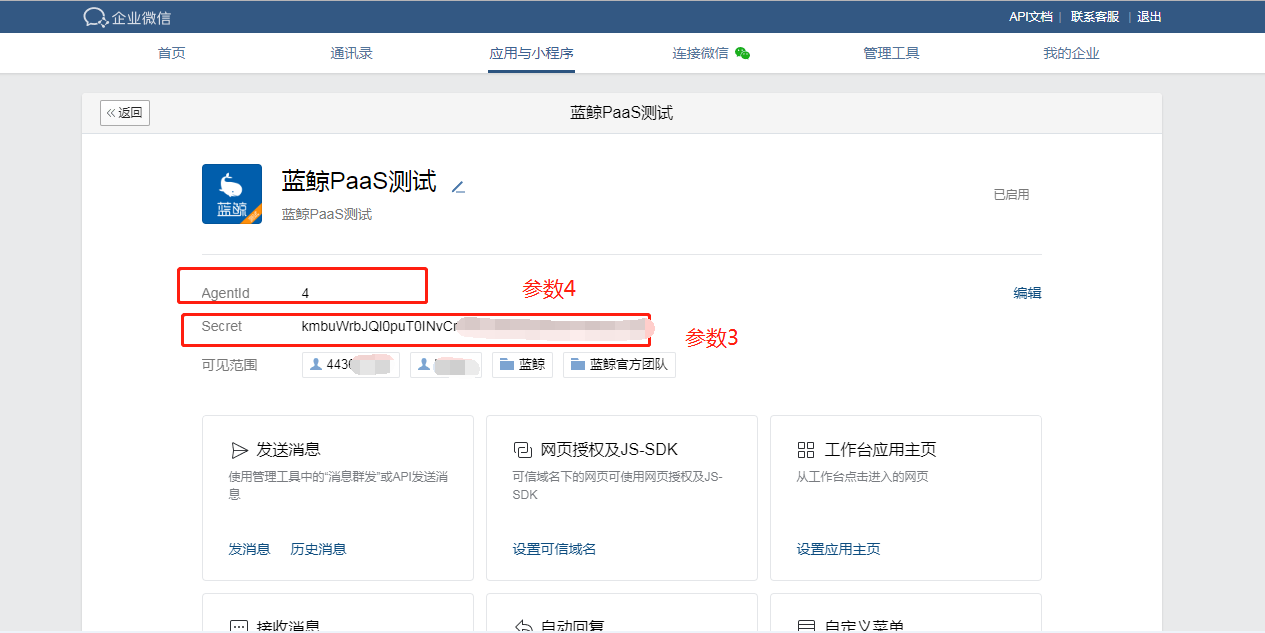 企业微信
API文档 | 联系客服 | 退出
首页 通讯录 应用与小程序 连接微信 管理工具 我的企业
«返回 蓝鲸PaaS测试
蓝鲸
蓝鲸PaaS测试
蓝鲸PaaS测试
已启用
AgentId 4 参数4 编辑
Secret kmbuWrbJQI0puT0INvCr 参数3
可见范围 443 蓝鲸 蓝鲸官方团队
发送消息
使用管理工具中的“消息群发”或API发送消
息
发消息 历史消息
网页授权及JS-SDK
可信域名下的网页可使用网页授权及JS-
SDK
设置可信域名
工作台应用主页
从工作台点击进入的网页
设置应用主页
接收消息 自动回复 自定义菜单